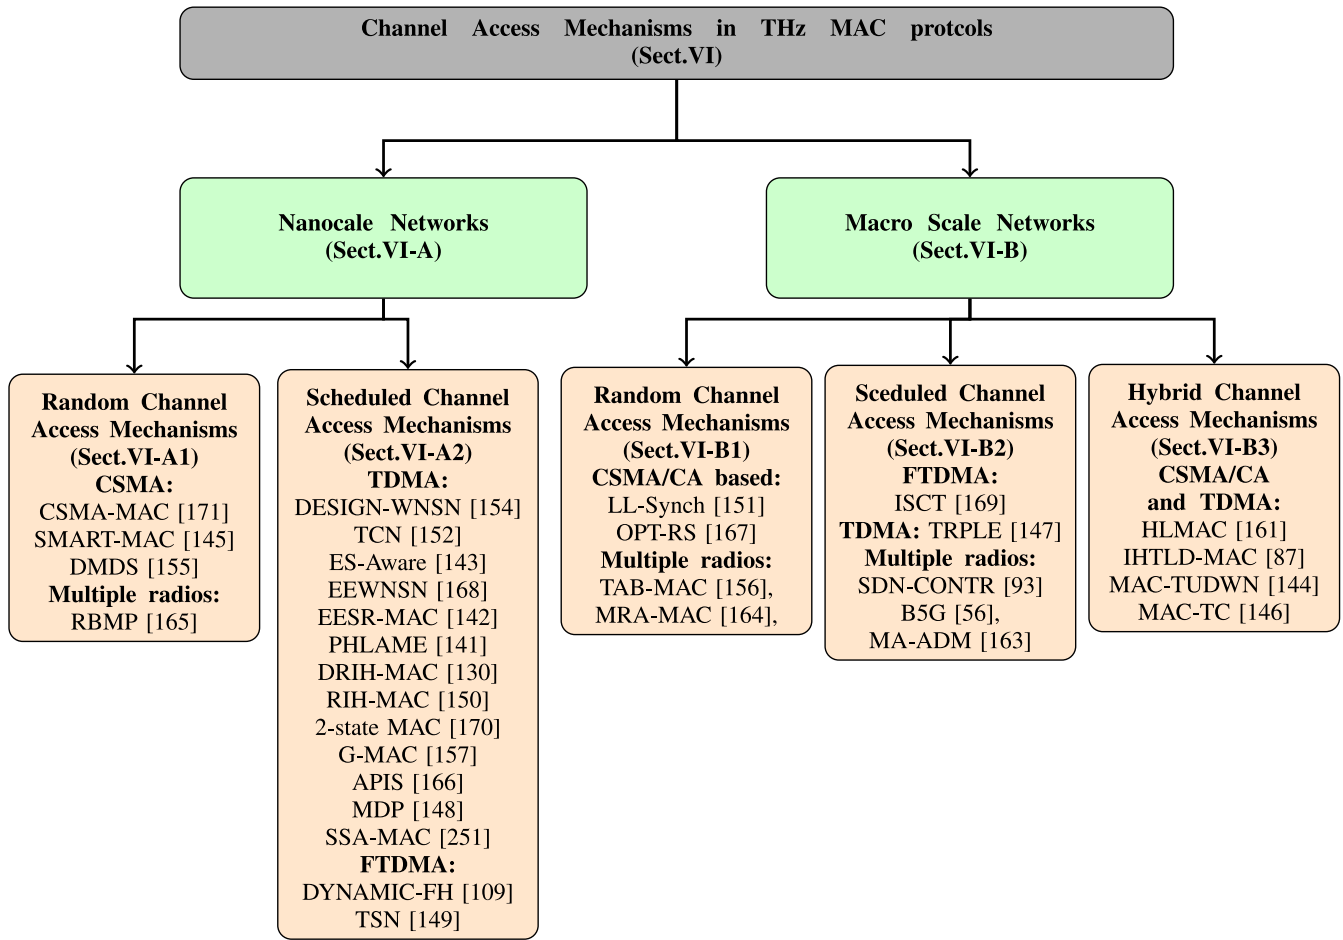 Channel Access Mechanisms in THz MAC protcols
(Sect.VI)
Nanocale Networks
(Sect.VI-A)
Macro Scale Networks
(Sect.VI-B)
Random Channel
Access Mechanisms
(Sect.VI-A1)
CSMA:
CSMA-MAC [171]
SMART-MAC [145]
DMDS [155]
Multiple radios:
RBMP [165]
Scheduled Channel
Access Mechanisms
(Sect.VI-A2)
TDMA:
DESIGN-WNSN [154]
TCN [152]
ES-Aware [143]
EEWNSN [168]
EESR-MAC [142]
PHLAME [141]
DRIH-MAC [130]
RIH-MAC [150]
2-state MAC [170]
G-MAC [157]
APIS [166]
MDP [148]
SSA-MAC [251]
FTDMA:
DYNAMIC-FH [109]
TSN [149]
Random Channel
Access Mechanisms
(Sect.VI-B1)
CSMA/CA based:
LL-Synch [151]
OPT-RS [167]
Multiple radios:
TAB-MAC [156],
MRA-MAC [164],
Sceduled Channel
Access Mechanisms
(Sect.VI-B2)
FTDMA:
ISCT [169]
TDMA: TRPLE [147]
Multiple radios:
SDN-CONTR [93]
B5G [56],
MA-ADM [163]
Hybrid Channel
Access Mechanisms
(Sect.VI-B3)
CSMA/CA
and TDMA:
HLMAC [161]
IHTLD-MAC [87]
MAC-TUDWN [144]
MAC-TC [146]